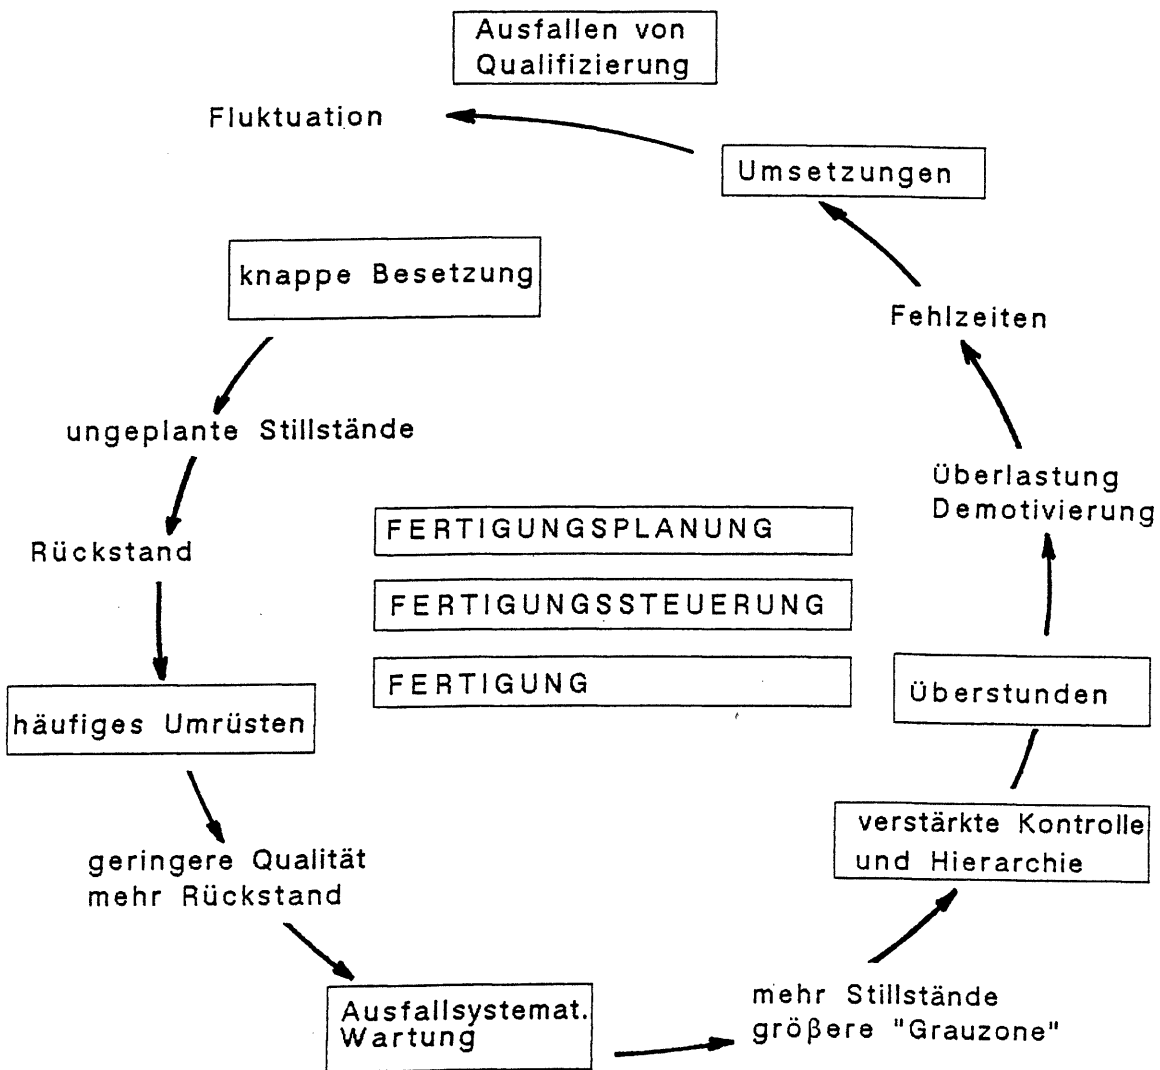 Ausfallen von
Qualifizierung
Fluktuation
Umsetzungen
knappe Besetzung
Fehlzeiten
ungeplante Stillstände
Überlastung
Demotivierung
FERTIGUNGSPLANUNG
Rückstand
FERTIGUNGSSTEUERUNG
FERTIGUNG
Überstunden
häufiges Umrüsten
verstärkte Kontrolle
und Hierarchie
geringere Qualität
mehr Rückstand
Ausfallsystemat.
Wartung
mehr Stillstände
größere "Grauzone"